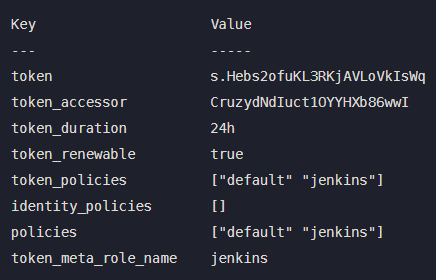 Key                     Value
---                     -----
token                   s.Hebs2ofuKL3RKjAVLoVkIsWq
token_accessor          CruzydNdIuct1OYYHXb86wwI
token_duration          24h
token_renewable         true
token_policies          ["default" "jenkins"]
identity_policies       []
policies                ["default" "jenkins"]
token_meta_role_name    jenkins